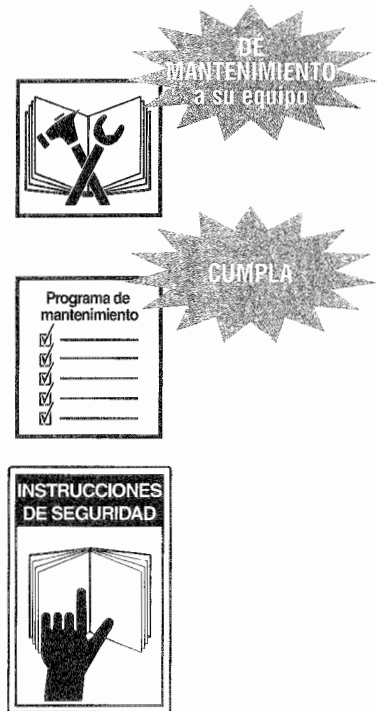 DE
MANTENIMIENTO
a su equipo
CUMPLA
Programa de
mantenimiento
INSTRUCCIONES
DE SEGURIDAD